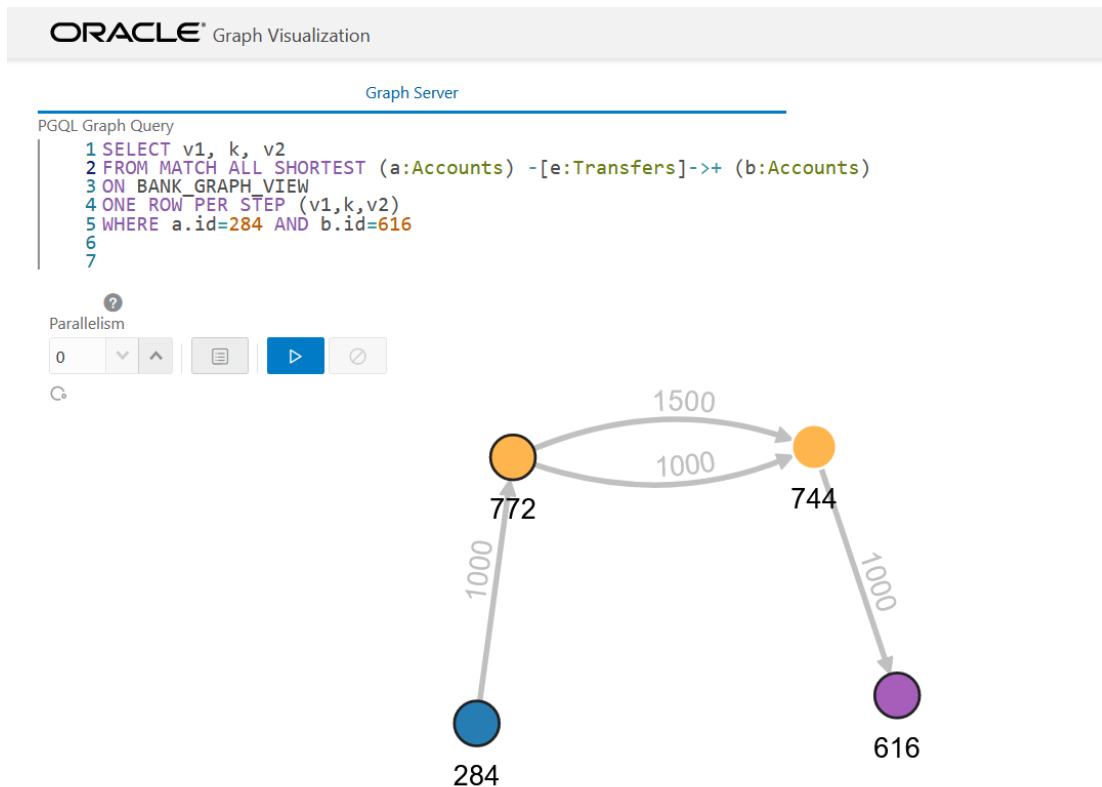 ORACLE® Graph Visualization
Graph Server
PGQL Graph Query
1 SELECT v1, k, v2
2 FROM MATCH ALL SHORTEST (a:Accounts) -[e:Transfers]->+ (b:Accounts)
3 ON BANK_GRAPH_VIEW
4 ONE ROW PER STEP (v1,k,v2)
5 WHERE a.id=284 AND b.id=616
6
7
?
Parallelism
0
1500
1000
772
744
1000
1000
284
616